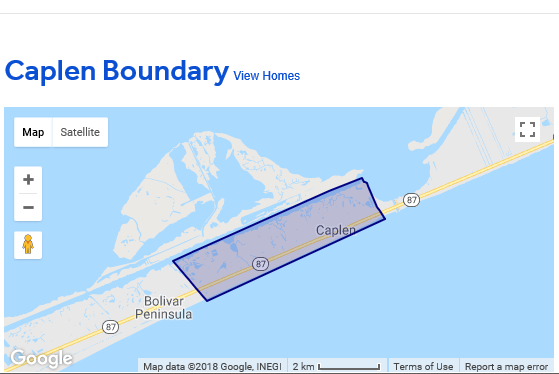 Caplen Boundary View Homes
Map Satellite
87
Caplen
87
Bolivar
Peninsula
87
Google
Map data ©2018 Google, INEGI 2 km Terms of Use Report a map error